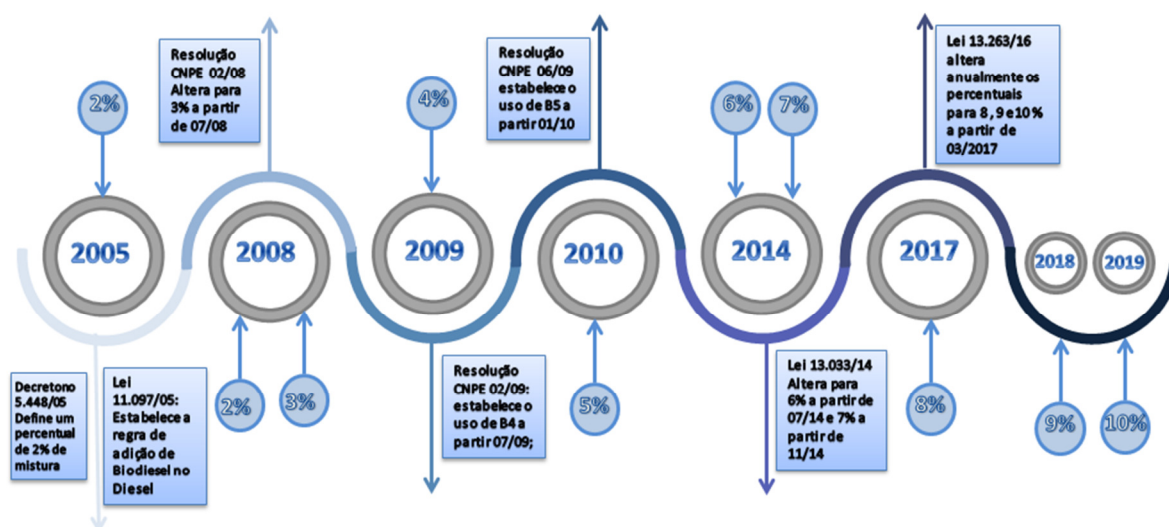 2%
2005
Decretono
5.448/05
Define um
percentual
de 2% de
mistura
Lei
11.097/05:
Estabelece a
regra de
adição de
Biodiesel no
Diesel
Resolução
CNPE 02/08
Altera para
3% a partir
de 07/08
2008
2%
3%
4%
2009
Resolução
CNPE 02/09:
estabelece o
uso de B4 a
partir 07/09;
Resolução
CNPE 06/09
estabelece o
uso de B5 a
partir 01/10
2010
5%
6%
7%
2014
Lei 13.033/14
Altera para
6% a partir de
07/14 e 7% a
partir de
11/14
Lei 13.263/16
altera
anualmente os
percentuais
para 8, 9 e 10%
a partir de
03/2017
2017
8%
2018
2019
9%
10%